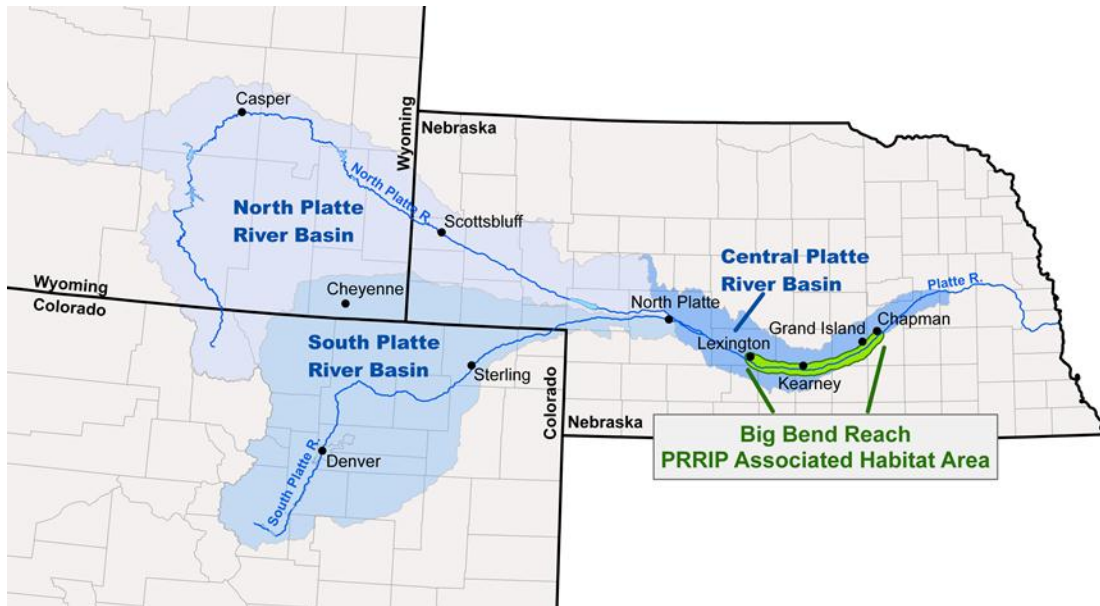 Casper
Wyoming
Nebraska
North Platte R.
North Platte
River Basin
Scottsbluff
Wyoming
Colorado
Cheyenne
Central Platte
River Basin
Platte R.
North Platte
Grand Island
Chapman
Lexington
Kearney
South Platte
River Basin
Sterling
Colorado
Nebraska
Denver
South Platte R.
Big Bend Reach
PRRIP Associated Habitat Area